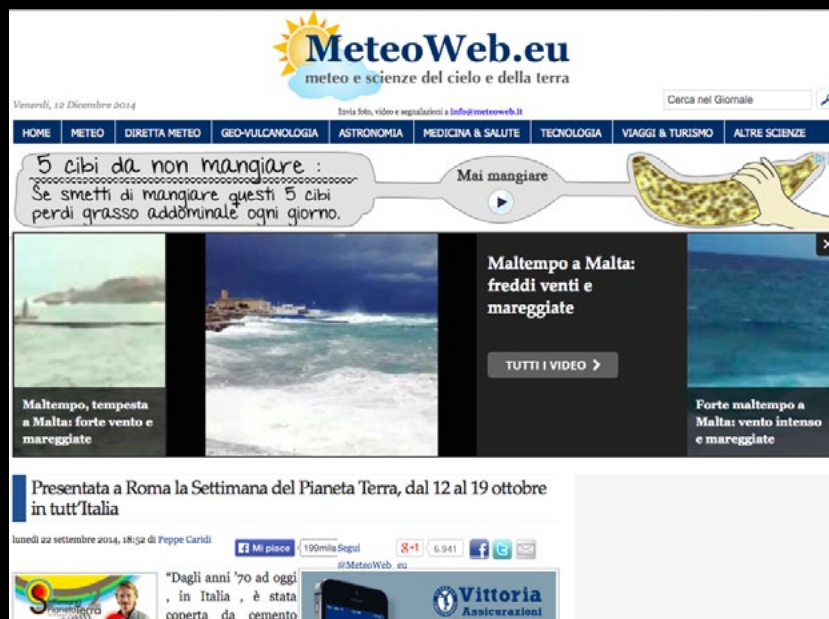 MeteoWeb.eu
meteo e scienze del cielo e della terra
Venerdì, 12 Dicembre 2014
Invia foto, video e segnalazioni a info@meteoweb.it
Cerca nel Giornale
HOME METEO DIRETTA METEO GEO-VULCANOLOGIA ASTRONOMIA MEDICINA & SALUTE TECNOLOGIA VIAGGI & TURISMO ALTRE SCIENZE
5 cibi da non mangiare :
Se smetti di mangiare questi 5 cibi
perdi grasso addominale ogni giorno.
Mai mangiare
Maltempo, tempesta
a Malta: forte vento e
mareggiate
Maltempo a Malta:
freddi venti e
mareggiate
TUTTI I VIDEO
Forte maltempo a
Malta: vento intenso
e mareggiate
Presentata a Roma la Settimana del Pianeta Terra, dal 12 al 19 ottobre
in tutt'Italia
lunedì 22 settembre 2014, 18:52 di Peppe Caridi
Mi piace 199mila Segui
@MeteoWeb_eu
g+1 6.941
Settimana
PianetaTerra
"Dagli anni '70 ad oggi
, in Italia , è stata
coperta da cemento
Vittoria
Assicurazioni